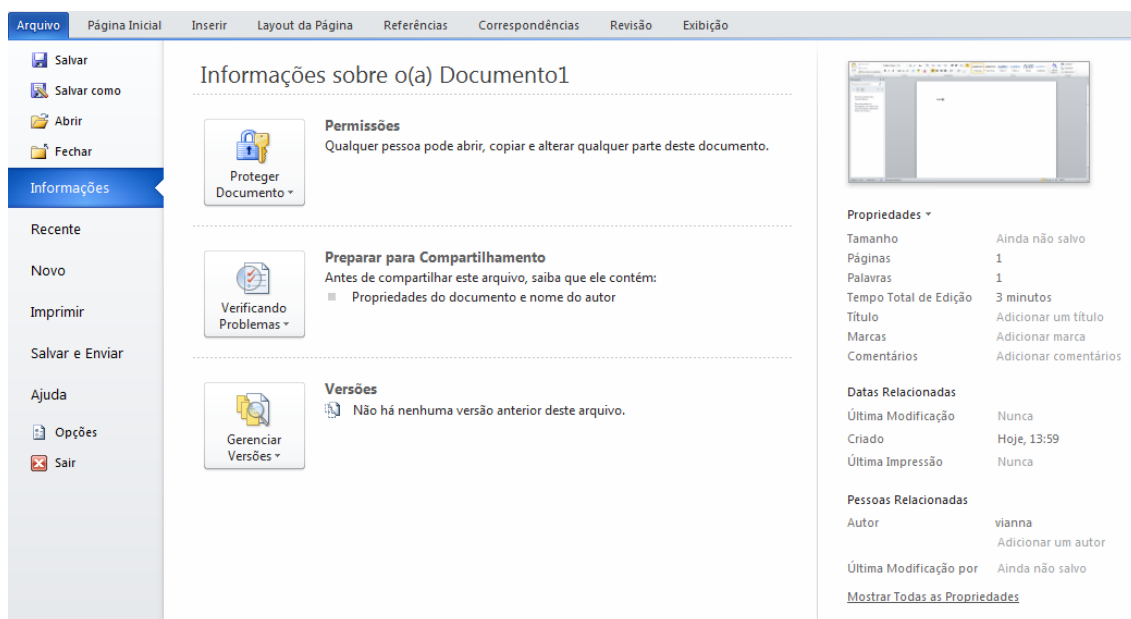 Arquivo Página Inicial Inserir Layout da Página Referências Correspondências Revisão Exibição
Salvar
Salvar como
Abrir
Fechar
Informações
Recente
Novo
Imprimir
Salvar e Enviar
Ajuda
Opções
Sair
Informações sobre o(a) Documento1
Proteger
Documento
Permissões
Qualquer pessoa pode abrir, copiar e alterar qualquer parte deste documento.
Verificando
Problemas
Preparar para Compartilhamento
Antes de compartilhar este arquivo, saiba que ele contém:
Propriedades do documento e nome do autor
Gerenciar
Versões
Versões
Não há nenhuma versão anterior deste arquivo.
Propriedades
Tamanho Ainda não salvo
Páginas 1
Palavras 1
Tempo Total de Edição 3 minutos
Título Adicionar um título
Marcas Adicionar marca
Comentários Adicionar comentários
Datas Relacionadas
Última Modificação Nunca
Criado Hoje, 13:59
Última Impressão Nunca
Pessoas Relacionadas
Autor vianna
Adicionar um autor
Última Modificação por Ainda não salvo
Mostrar Todas as Propriedades